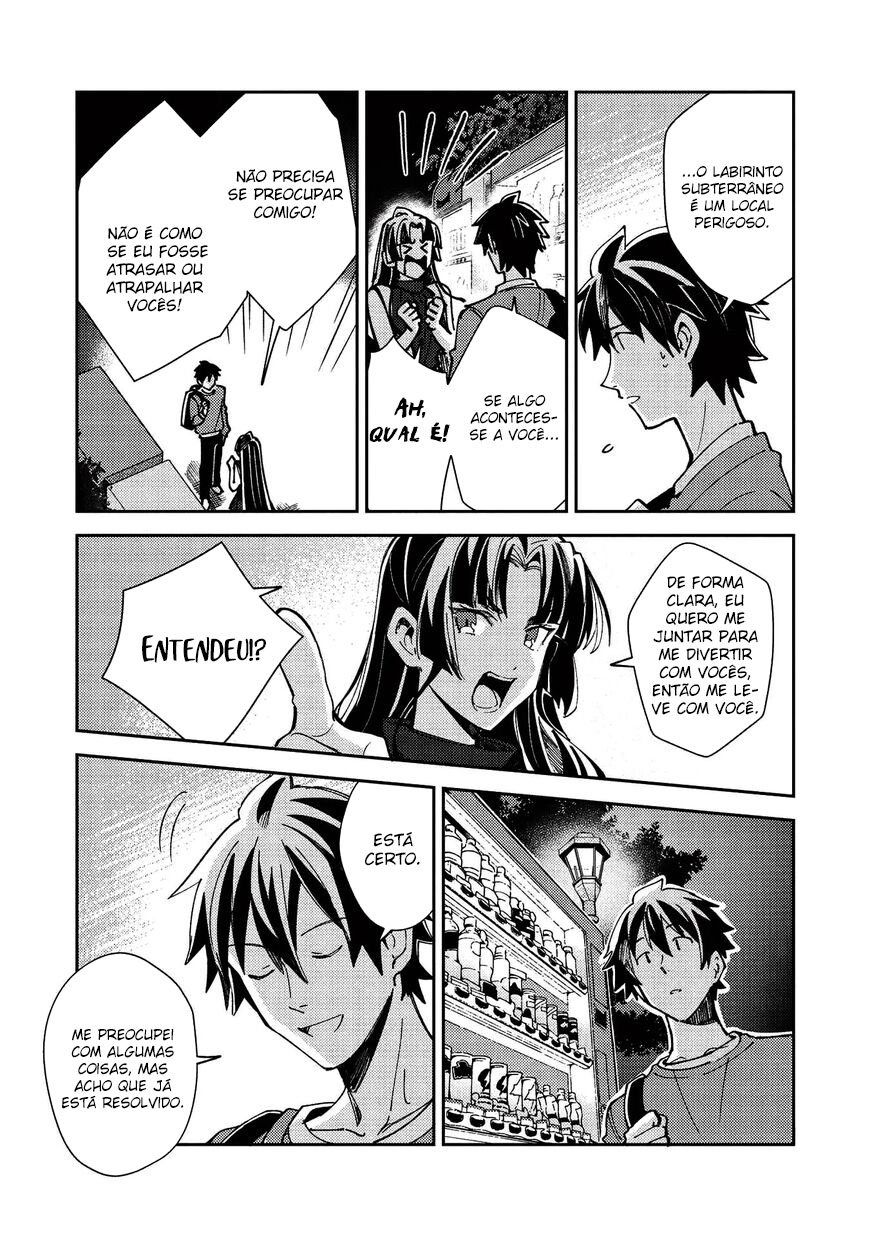 ...O LABIRINTO
SUBTERRÂNEO
É UM LOCAL
PERIGOSO.
SE ALGO
ACONTECES-
SE A VOCÊ...
AH,
QUAL É!
NÃO PRECISA
SE PREOCUPAR
COMIGO!
NÃO É COMO
SE EU FOSSE
ATRASAR OU
ATRAPALHAR
VOCÊS!
DE FORMA
CLARA, EU
QUERO ME
JUNTAR PARA
ME DIVERTIR
COM VOCÊS,
ENTÃO ME LE-
VE COM VOCÊ.
ENTENDEU!?
ESTÁ
CERTO.
ME PREOCUPEI
COM ALGUMAS
COISAS, MAS
ACHO QUE JÁ
ESTÁ RESOLVIDO.